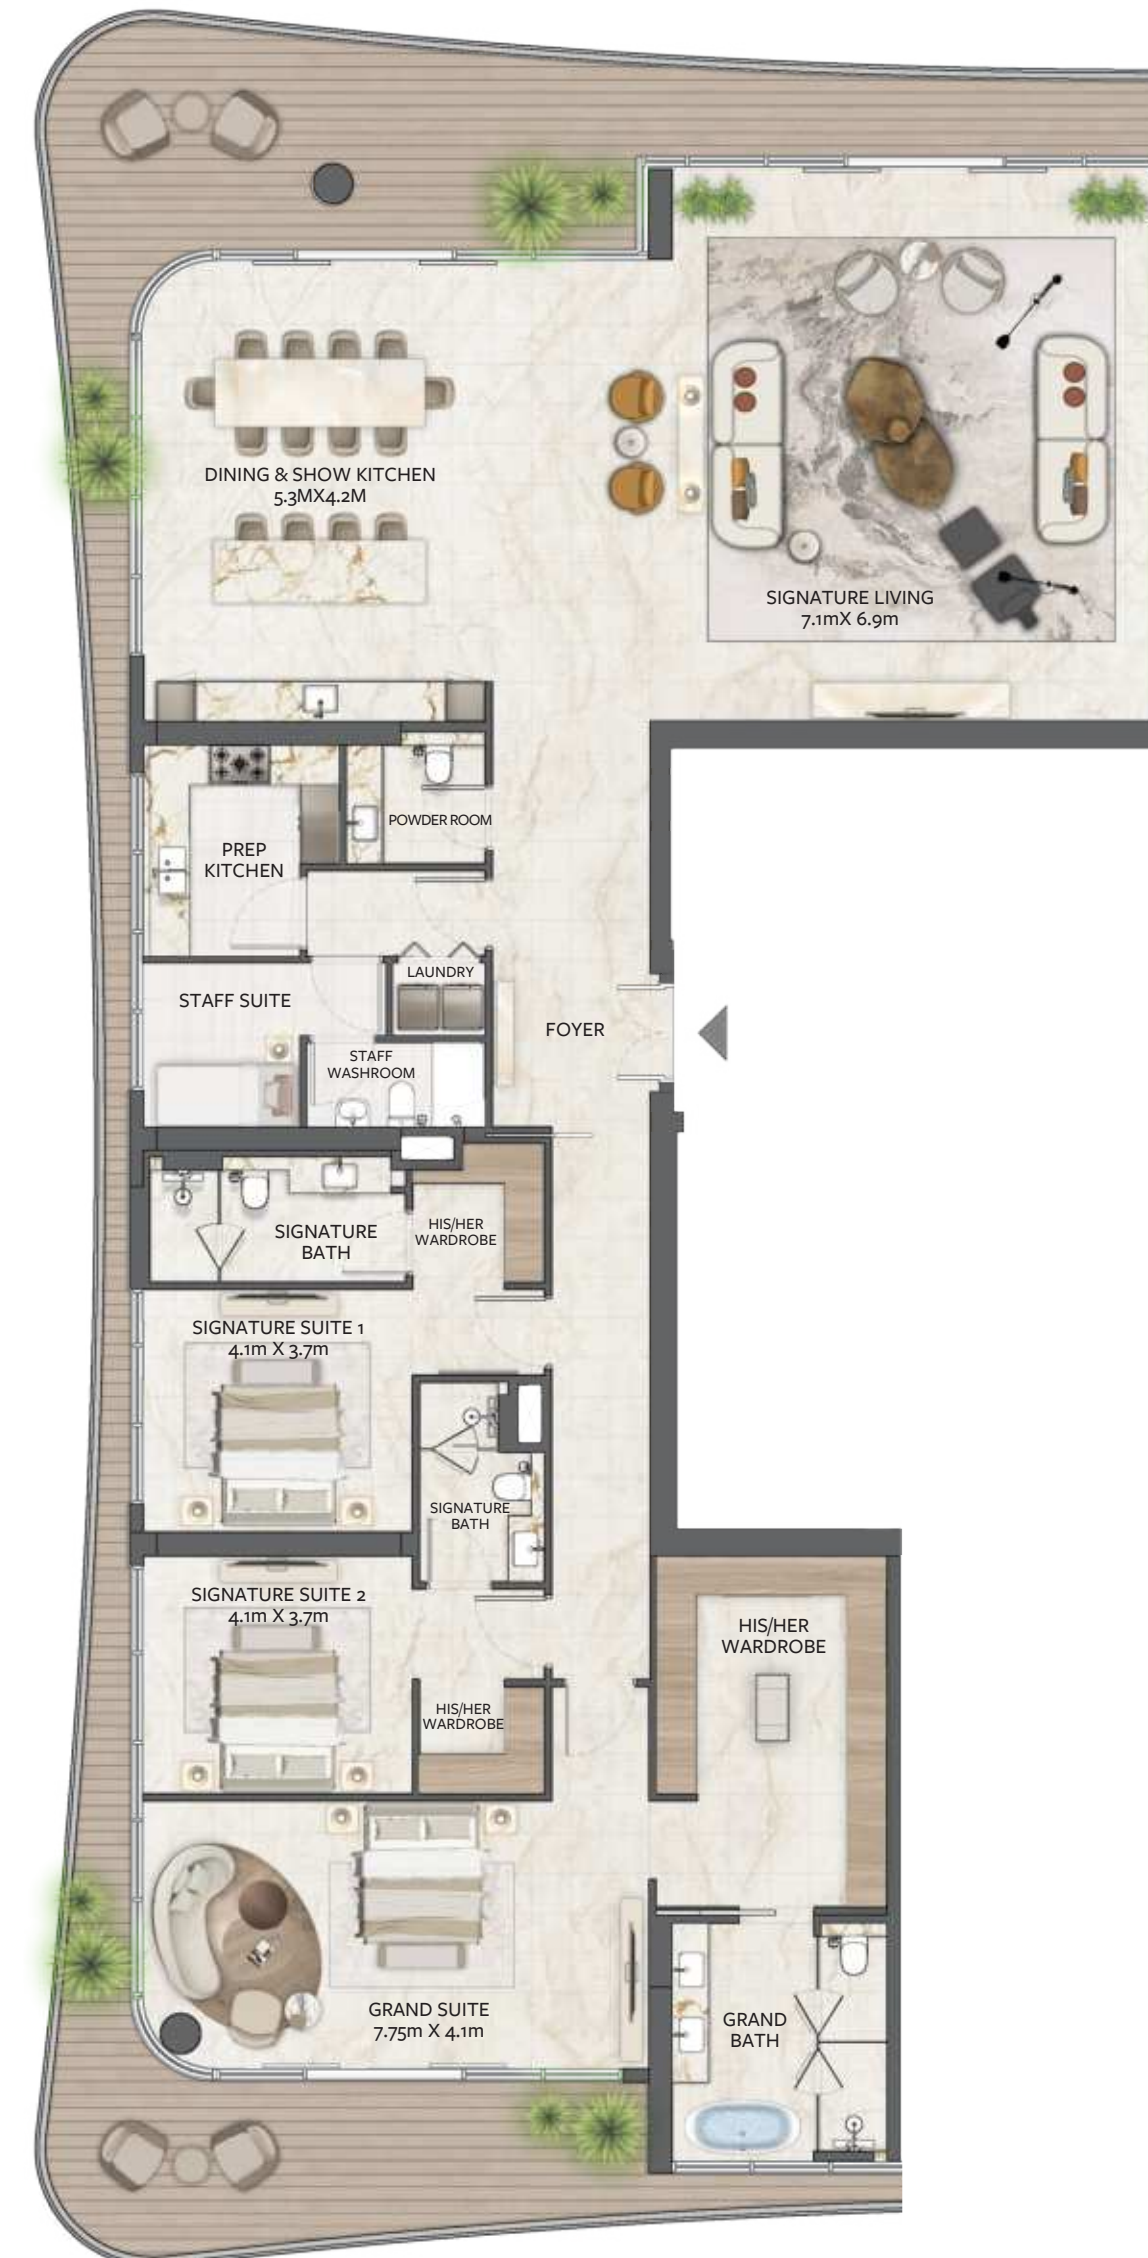 DINING & SHOW KITCHEN
5.3MX4.2M
SIGNATURE LIVING
7.1mX 6.9m
POWDER ROOM
PREP
KITCHEN
LAUNDRY
STAFF SUITE
FOYER
STAFF
WASHROOM
SIGNATURE
BATH
HIS/HER
WARDROBE
SIGNATURE SUITE 1
4.1m X 3.7m
SIGNATURE
BATH
SIGNATURE SUITE 2
4.1m X 3.7m
HIS/HER
WARDROBE
HIS/HER
WARDROBE
GRAND SUITE
7.75m X 4.1m
GRAND
BATH